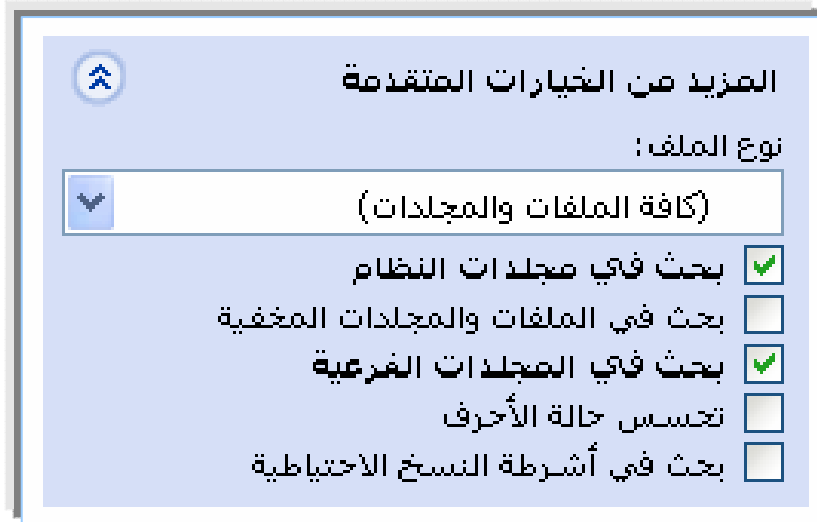 المزيد من الخيارات المتقدمة
نوع الملف:
(كافة الملفات والمجلدات)
بحث في مجلدات النظام
بحث في الملفات والمجلدات المخفية
بحث في المجلدات الفرعية
تحسس حالة الأحرف
بحث في أشرطة النسخ الاحتياطية